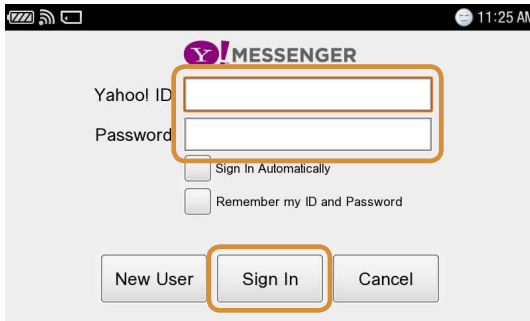 11:25 AM
Y! MESSENGER
Yahoo! ID
Password
Sign In Automatically
Remember my ID and Password
New User Sign In Cancel